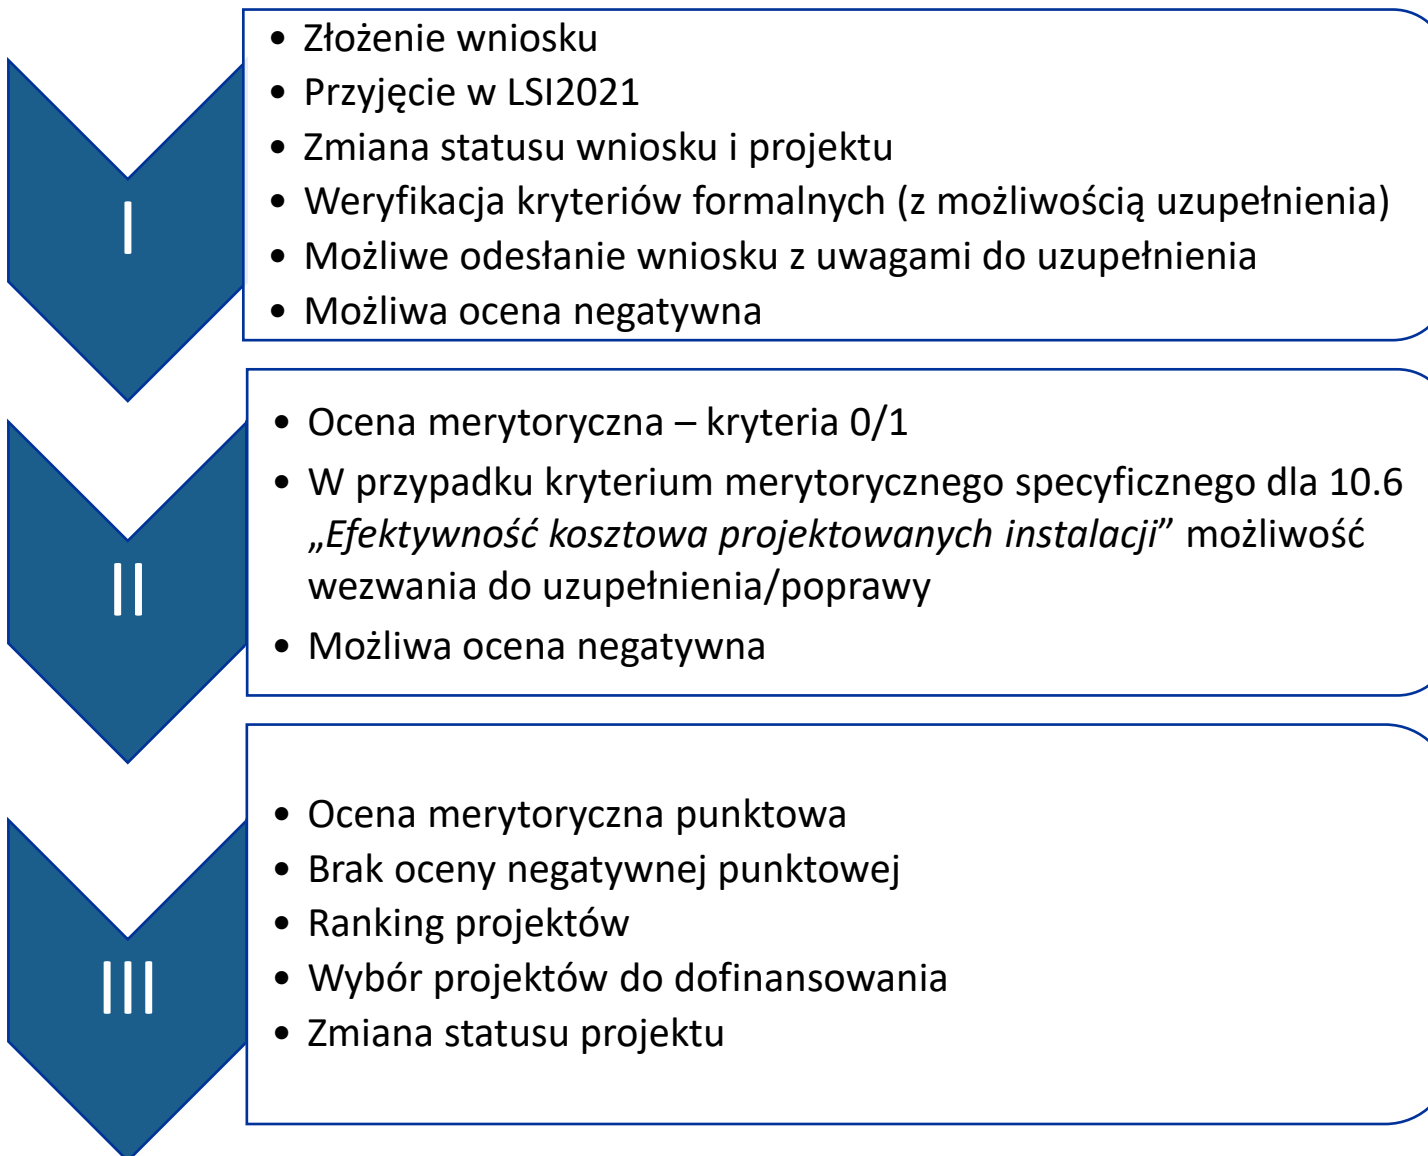 I
• Złożenie wniosku
• Przyjęcie w LSI2021
• Zmiana statusu wniosku i projektu
• Weryfikacja kryteriów formalnych (z możliwością uzupełnienia)
• Możliwe odesłanie wniosku z uwagami do uzupełnienia
• Możliwa ocena negatywna
II
• Ocena merytoryczna – kryteria 0/1
• W przypadku kryterium merytorycznego specyficznego dla 10.6
„Efektywność kosztowa projektowanych instalacji” możliwość
wezwania do uzupełnienia/poprawy
• Możliwa ocena negatywna
III
• Ocena merytoryczna punktowa
• Brak oceny negatywnej punktowej
• Ranking projektów
• Wybór projektów do dofinansowania
• Zmiana statusu projektu